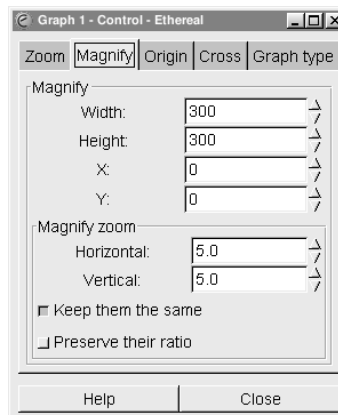 Graph 1 - Control - Ethereal
Zoom Magnify Origin Cross Graph type
Magnify
Width: 300
Height: 300
X: 0
Y: 0
Magnify zoom
Horizontal: 5.0
Vertical: 5.0
Keep them the same
Preserve their ratio
Help Close